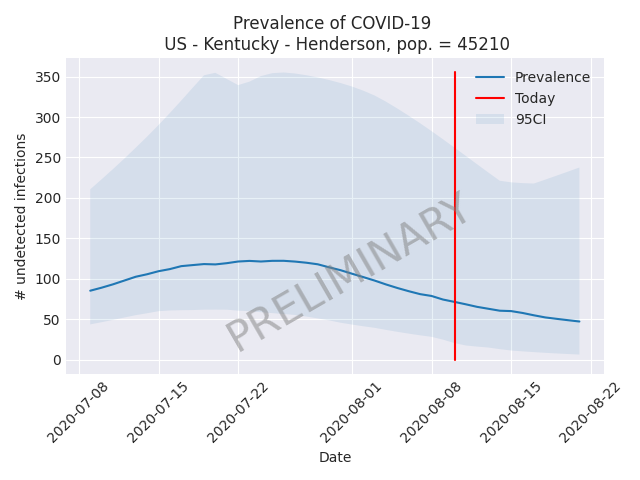 Prevalence of COVID-19
US - Kentucky - Henderson, pop. = 45210
# undetected infections
350
300
250
200
150
100
50
0
Prevalence
Today
95CI
PRELIMINARY
2020-07-08
2020-07-15
2020-07-22
2020-08-01
2020-08-08
2020-08-15
2020-08-22
Date